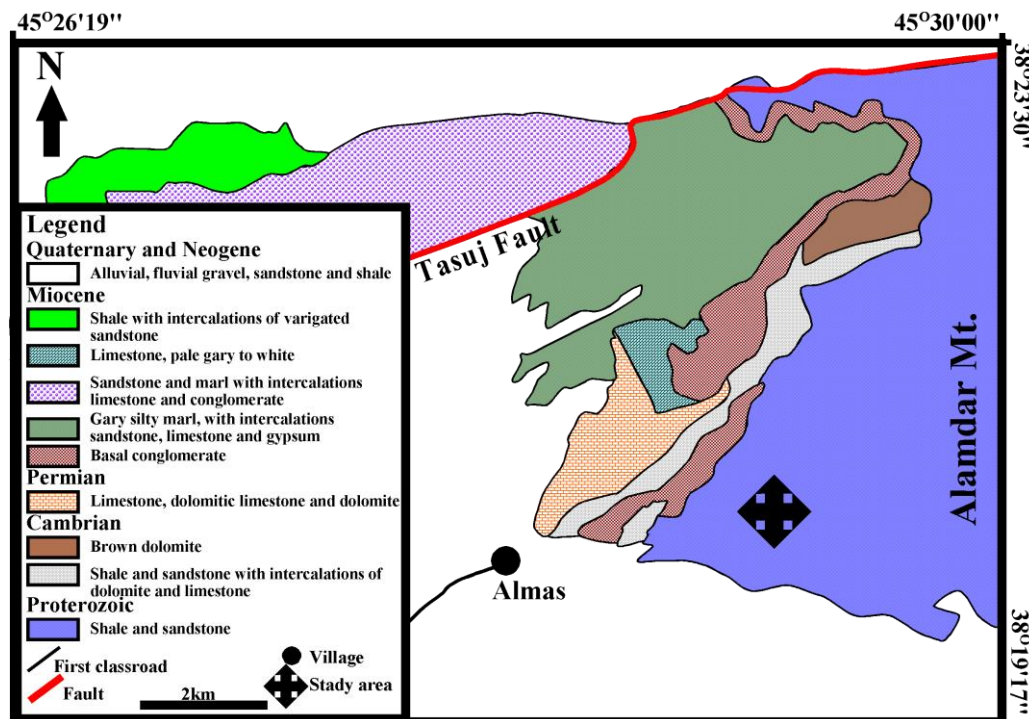 45°26'19"
45°30'00"
N
38°23'30"
Tasuj Fault
Alamdar Mt.
Almas
38°19'17"
Legend
Quaternary and Neogene
Alluvial, fluvial gravel, sandstone and shale
Miocene
Shale with intercalations of varigated
sandstone
Limestone, pale gary to white
Sandstone and marl with intercalations
limestone and conglomerate
Gary silty marl, with intercalations
sandstone, limestone and gypsum
Basal conglomerate
Permian
Limestone, dolomitic limestone and dolomite
Cambrian
Brown dolomite
Shale and sandstone with intercalations of
dolomite and limestone
Proterozoic
Shale and sandstone
First classroad
Village
Fault
2km
Stady area